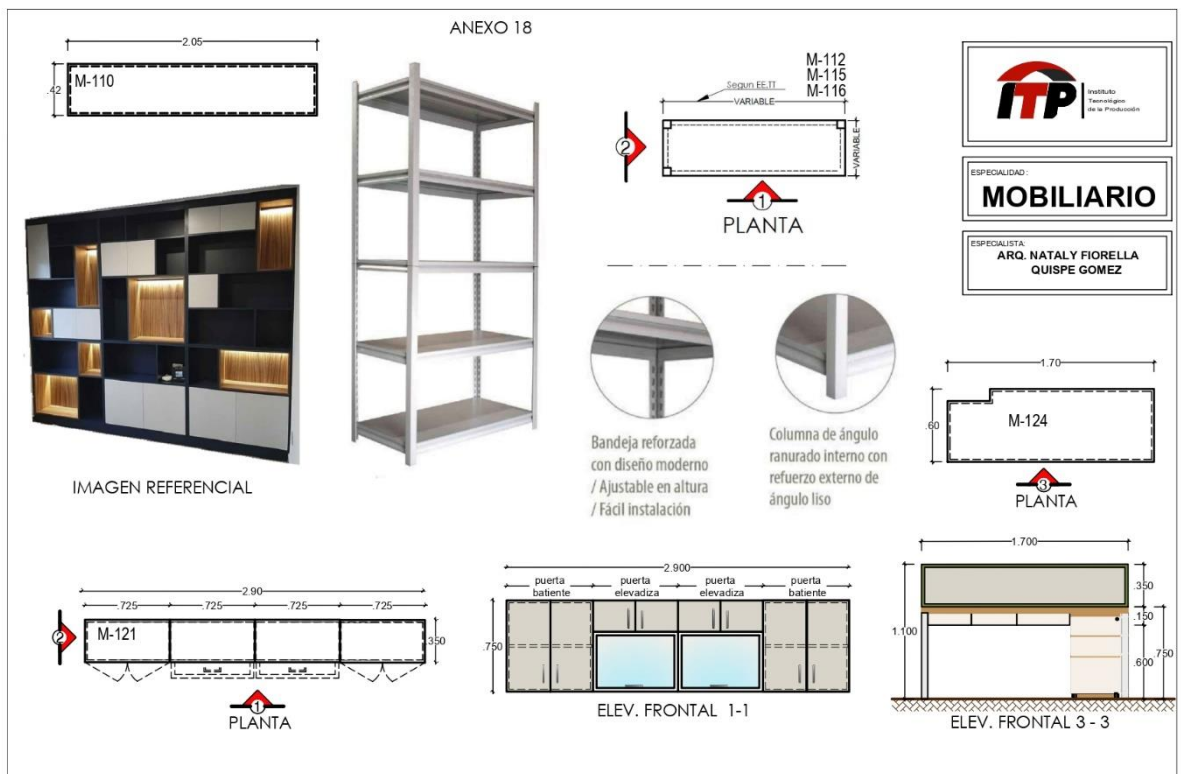 ANEXO 18
2.05
.42
M-110
M-112
M-115
M-116
Segun EE.TT
VARIABLE
VARIABLE
2
1
PLANTA
ITP
Instituto
Tecnológico
de la Producción
ESPECIALIDAD:
MOBILIARIO
ESPECIALISTA:
ARQ. NATALY FIORELLA
QUISPE GOMEZ
IMAGEN REFERENCIAL
Bandeja reforzada
con diseño moderno
/ Ajustable en altura
/ Fácil instalación
Columna de ángulo
ranurado interno con
refuerzo externo de
ángulo liso
1.70
.60
M-124
3
PLANTA
2.90
.725
.725
.725
.725
2
M-121
.350
1
PLANTA
2.900
puerta
batiente
puerta
elevadiza
puerta
elevadiza
puerta
batiente
.750
ELEV. FRONTAL 1-1
1.700
.350
.150
1.100
.600
.750
ELEV. FRONTAL 3 - 3